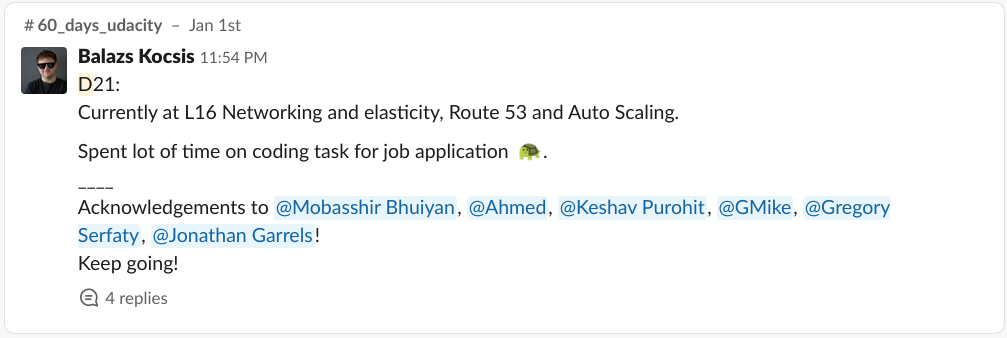 # 60_days_udacity – Jan 1st
Balazs Kocsis 11:54 PM
D21:
Currently at L16 Networking and elasticity, Route 53 and Auto Scaling.
Spent lot of time on coding task for job application 🐢.
____
Acknowledgements to @Mobasshir Bhuiyan, @Ahmed, @Keshav Purohit, @GMike, @Gregory
Serfaty, @Jonathan Garrels!
Keep going!
4 replies